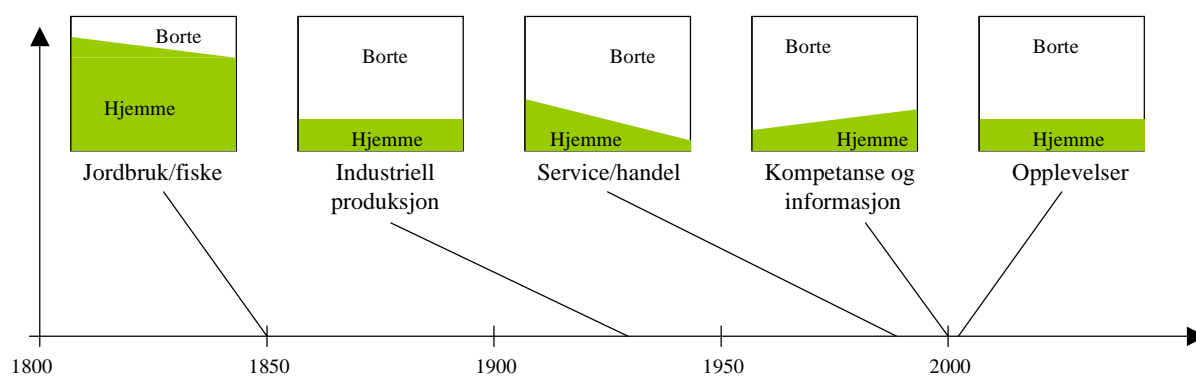 Borte
Hjemme
Jordbruk/fiske
Borte
Hjemme
Industriell
produksjon
Borte
Hjemme
Service/handel
Borte
Hjemme
Kompetanse og
informasjon
Borte
Hjemme
Opplevelser
1800
1850
1900
1950
2000